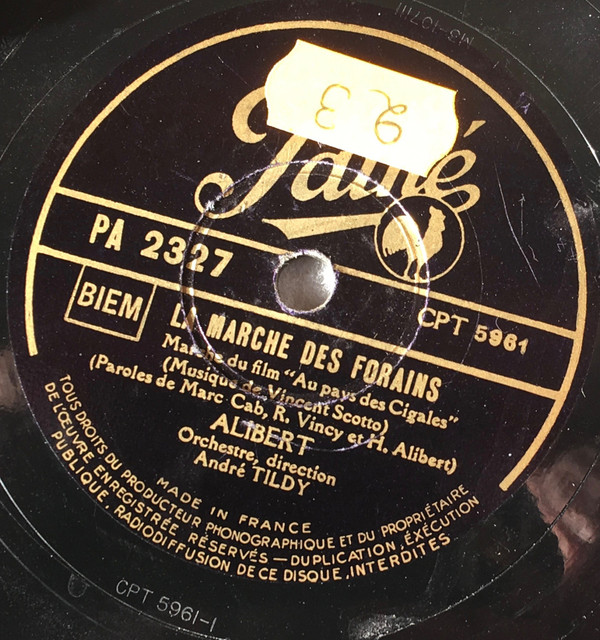 Pathé
PA 2327
CPT 5961
BIEM
LA MARCHE DES FORAINS
Marche du film "Au pays des Cigales"
(Musique de Vincent Scotto)
(Paroles de Marc Cab, R. Vincy et H. Alibert)
ALIBERT
Orchestre, direction
André TILDY
MADE IN FRANCE
TOUS DROITS DU PRODUCTEUR PHONOGRAPHIQUE ET DU PROPRIÉTAIRE
DE L'ŒUVRE ENREGISTRÉE RÉSERVÉS — DUPLICATION, ÉXÉCUTION
PUBLIQUE, RADIODIFFUSION DE CE DISQUE, INTERDITES
CPT 5961-1